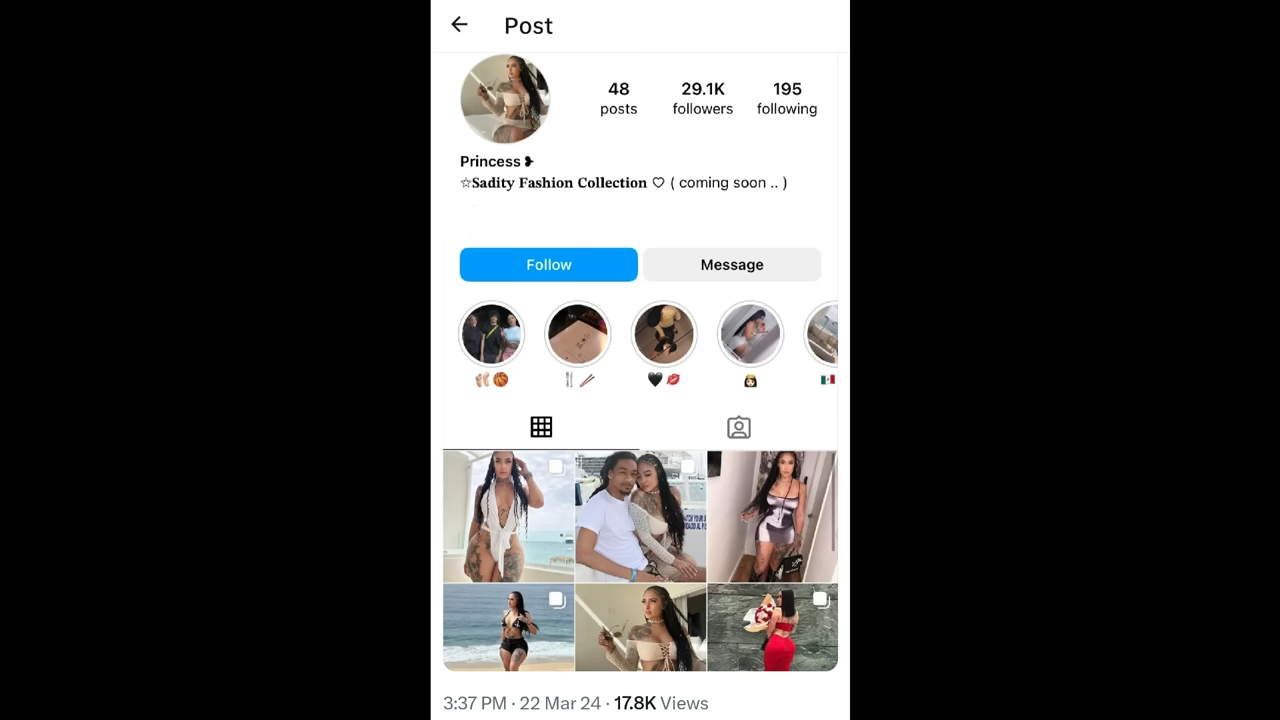 Post
48 29.1K 195
posts followers following
Princess ❥
☆Sadity Fashion Collection ♡ ( coming soon .. )
Follow Message
3:37 PM · 22 Mar 24 · 17.8K Views